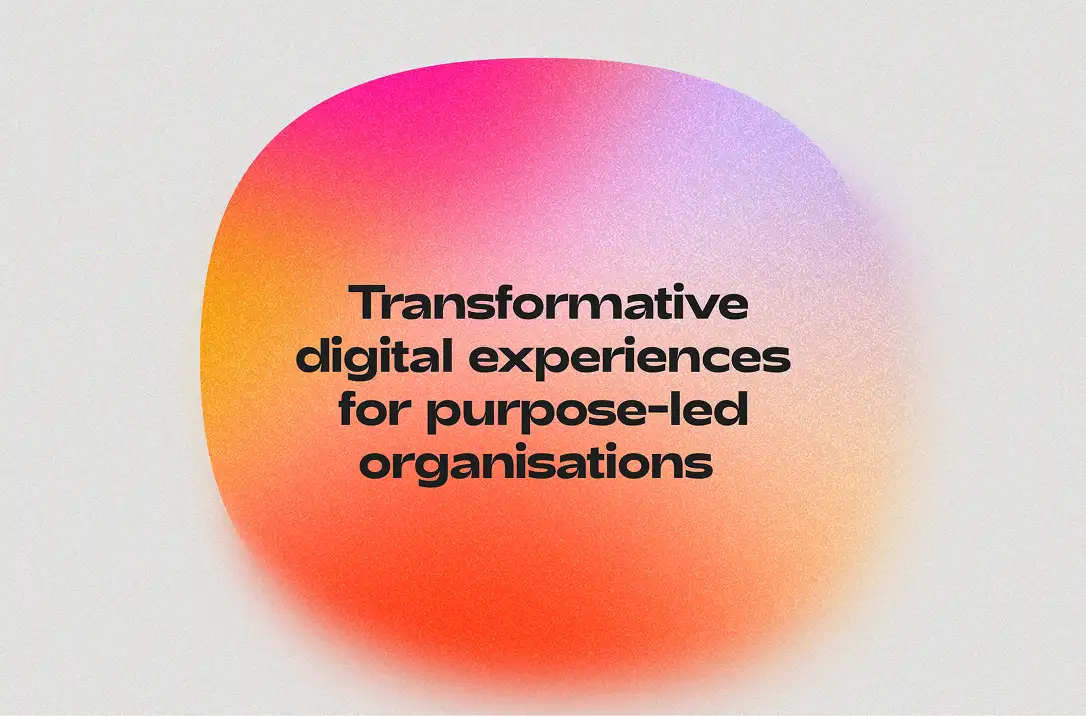 Transformative
digital experiences
for purpose-led
organisations